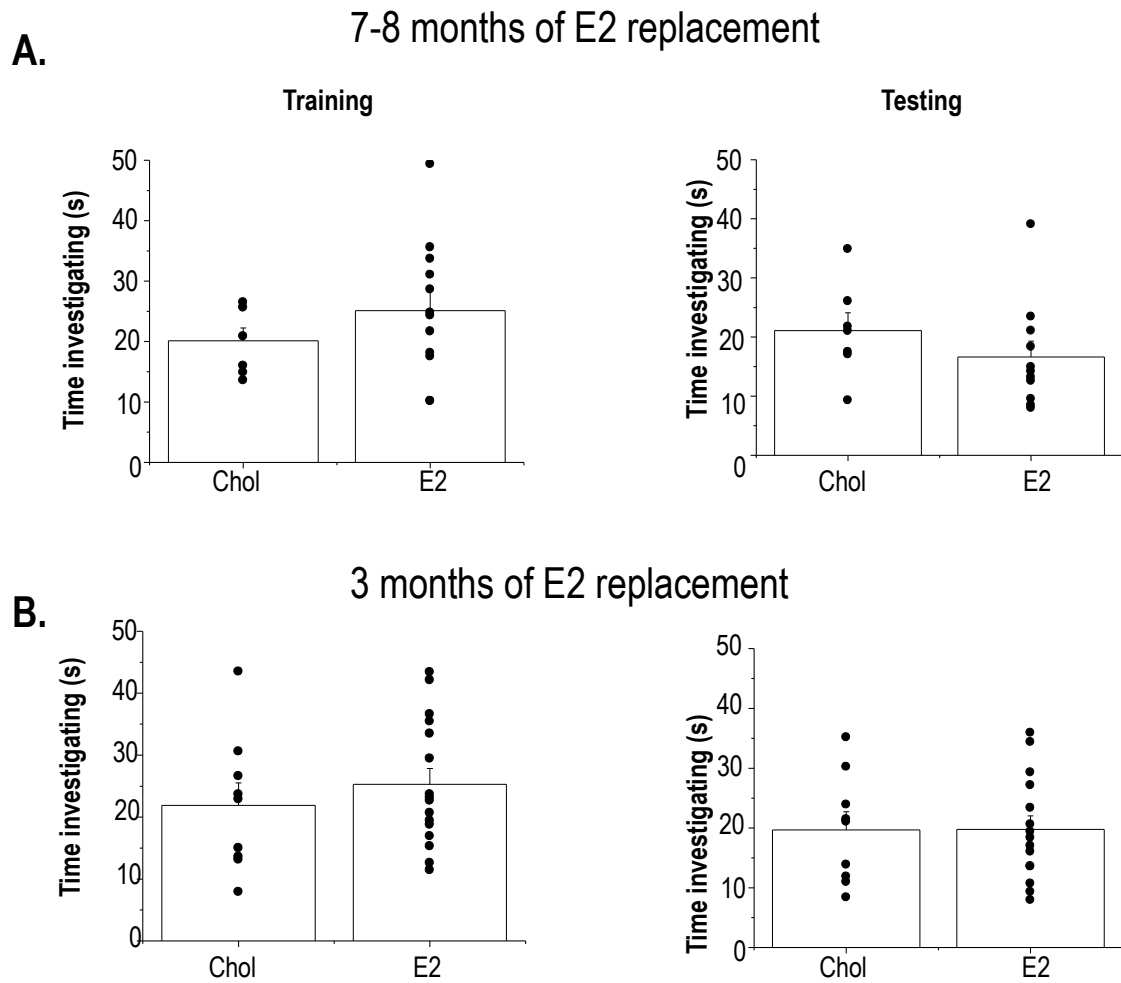 7-8 months of E2 replacement
A.
Training
Testing
Time investigating (s)
50
40
30
20
10
0
Chol
E2
Time investigating (s)
50
40
30
20
10
0
Chol
E2
3 months of E2 replacement
B.
Time investigating (s)
50
40
30
20
10
0
Chol
E2
Time investigating (s)
50
40
30
20
10
0
Chol
E2